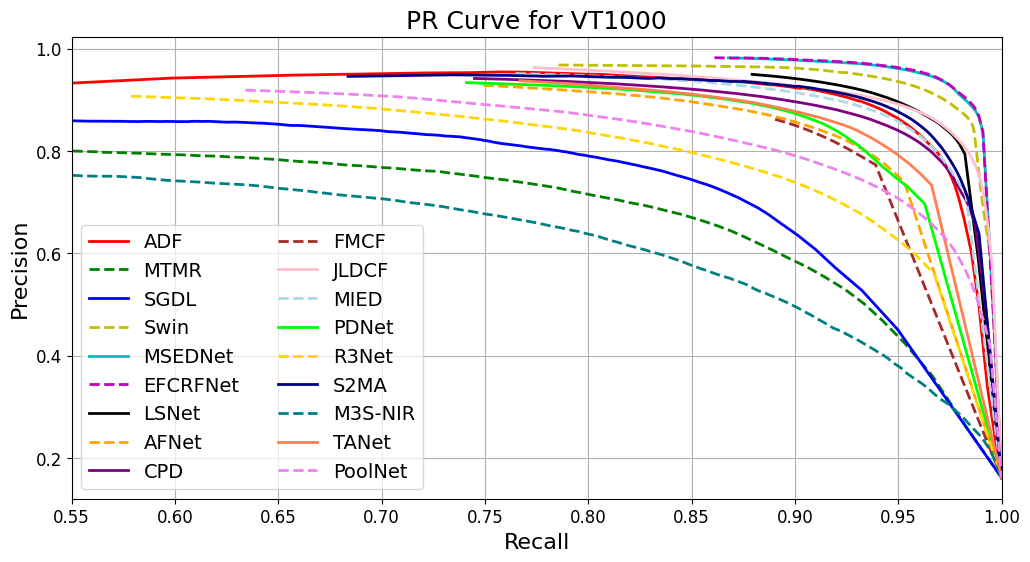 PR Curve for VT1000
Precision
1.0
0.8
0.6
0.4
0.2
ADF
MTMR
SGDL
Swin
MSEDNet
EFCRFNet
LSNet
AFNet
CPD
FMCF
JLDCF
MIED
PDNet
R3Net
S2MA
M3S-NIR
TANet
PoolNet
0.55
0.60
0.65
0.70
0.75
0.80
0.85
0.90
0.95
1.00
Recall